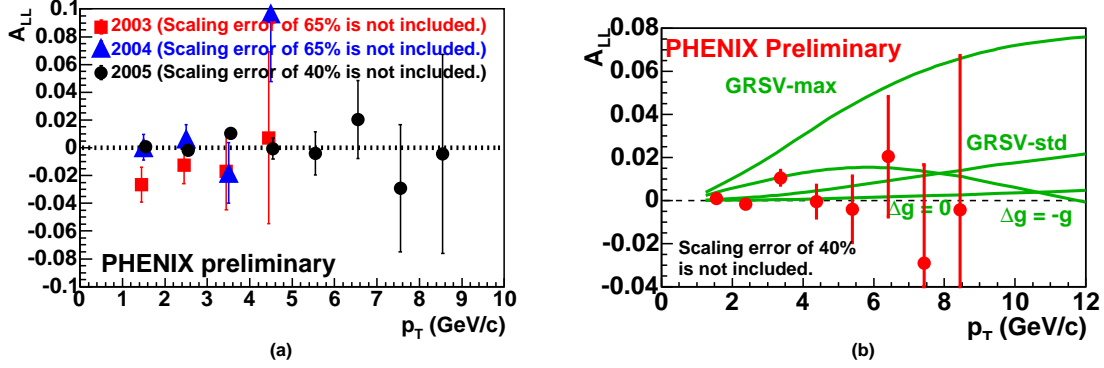 A_LL
0.1
0.08
0.06
0.04
0.02
0
-0.02
-0.04
-0.06
-0.08
-0.1
2003 (Scaling error of 65% is not included.)
2004 (Scaling error of 65% is not included.)
2005 (Scaling error of 40% is not included.)
PHENIX preliminary
0 1 2 3 4 5 6 7 8 9 10
p_T (GeV/c)
(a)
A_LL
0.08
0.06
0.04
0.02
0
-0.02
-0.04
PHENIX Preliminary
GRSV-max
GRSV-std
Δg = 0
Δg = -g
Scaling error of 40%
is not included.
0 2 4 6 8 10 12
p_T (GeV/c)
(b)